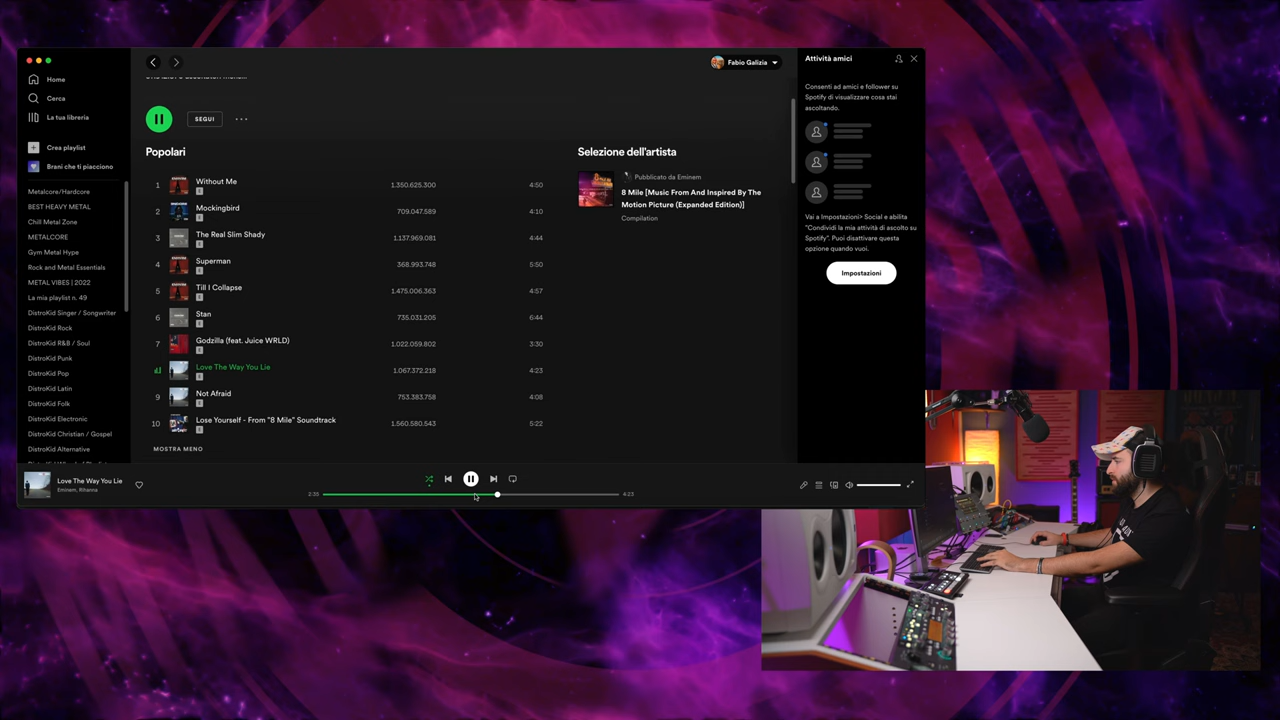 Home
Cerca
La tua libreria
Crea playlist
Brani che ti piacciono
Metalcore/Hardcore
BEST HEAVY METAL
Chill Metal Zone
METALCORE
Gym Metal Hype
Rock and Metal Essentials
METAL VIBES | 2022
La mia playlist n. 49
DistroKid Singer / Songwriter
DistroKid Rock
DistroKid R&B / Soul
DistroKid Punk
DistroKid Pop
DistroKid Latin
DistroKid Folk
DistroKid Electronic
DistroKid Christian / Gospel
DistroKid Alternative
Fabio Galizia
SEGUI
Popolari
1 Without Me 1.350.625.300 4:50
E
2 Mockingbird 709.047.589 4:10
E
3 The Real Slim Shady 1.137.969.081 4:44
E
4 Superman 368.993.748 5:50
E
5 Till I Collapse 1.475.006.363 4:57
E
6 Stan 735.031.205 6:44
E
7 Godzilla (feat. Juice WRLD) 1.022.059.802 3:30
E
Love The Way You Lie 1.067.372.218 4:23
E
9 Not Afraid 753.383.758 4:08
E
10 Lose Yourself - From "8 Mile" Soundtrack 1.560.580.543 5:22
E
MOSTRA MENO
Selezione dell'artista
Pubblicato da Eminem
8 Mile [Music From And Inspired By The
Motion Picture (Expanded Edition)]
Compilation
Attività amici
Consenti ad amici e follower su
Spotify di visualizzare cosa stai
ascoltando.
Vai a Impostazioni> Social e abilita
"Condividi la mia attività di ascolto su
Spotify". Puoi disattivare questa
opzione quando vuoi.
Impostazioni
Love The Way You Lie
Eminem, Rihanna
2:35
4:23